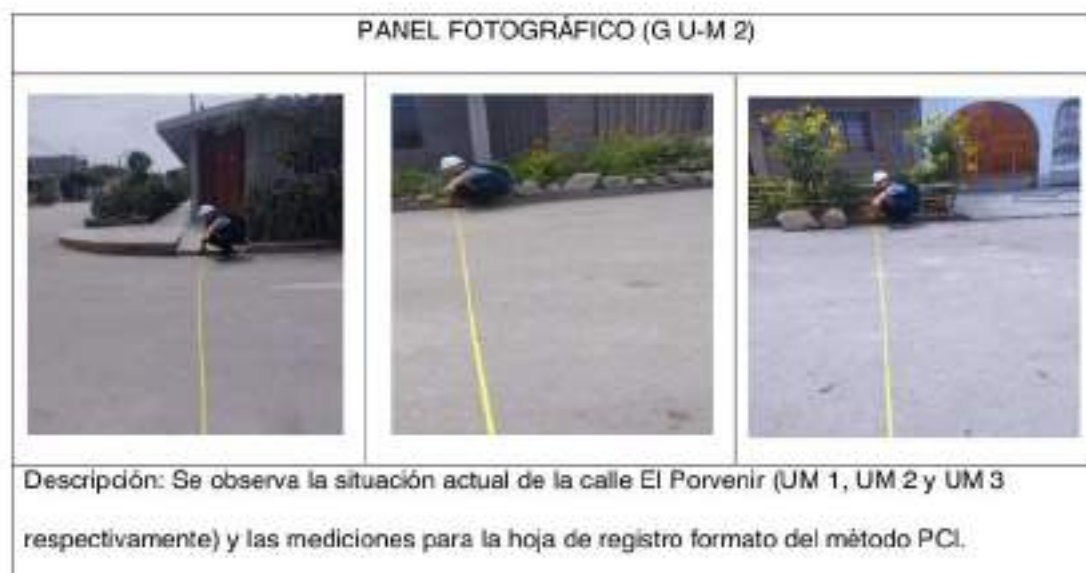 PANEL FOTOGRÁFICO (G U-M 2)
Descripción: Se observa la situación actual de la calle El Porvenir (UM 1, UM 2 y UM 3
respectivamente) y las mediciones para la hoja de registro formato del método PCI.